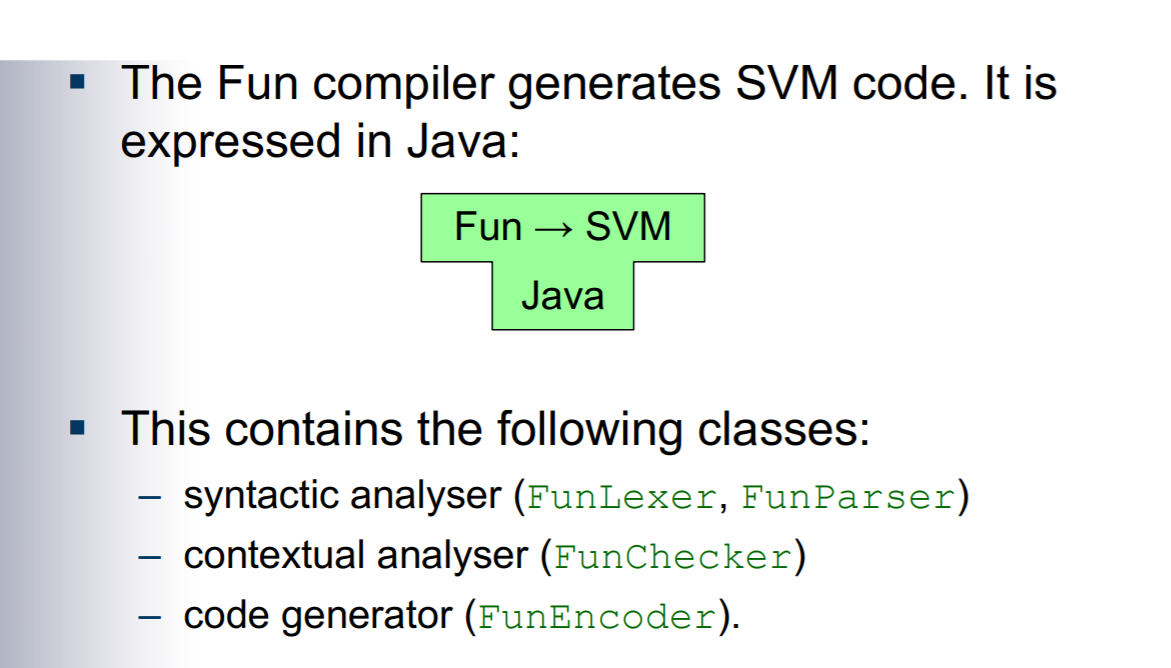 ▪ The Fun compiler generates SVM code. It is
expressed in Java:
Fun → SVM
Java
▪ This contains the following classes:
– syntactic analyser (FunLexer, FunParser)
– contextual analyser (FunChecker)
– code generator (FunEncoder).